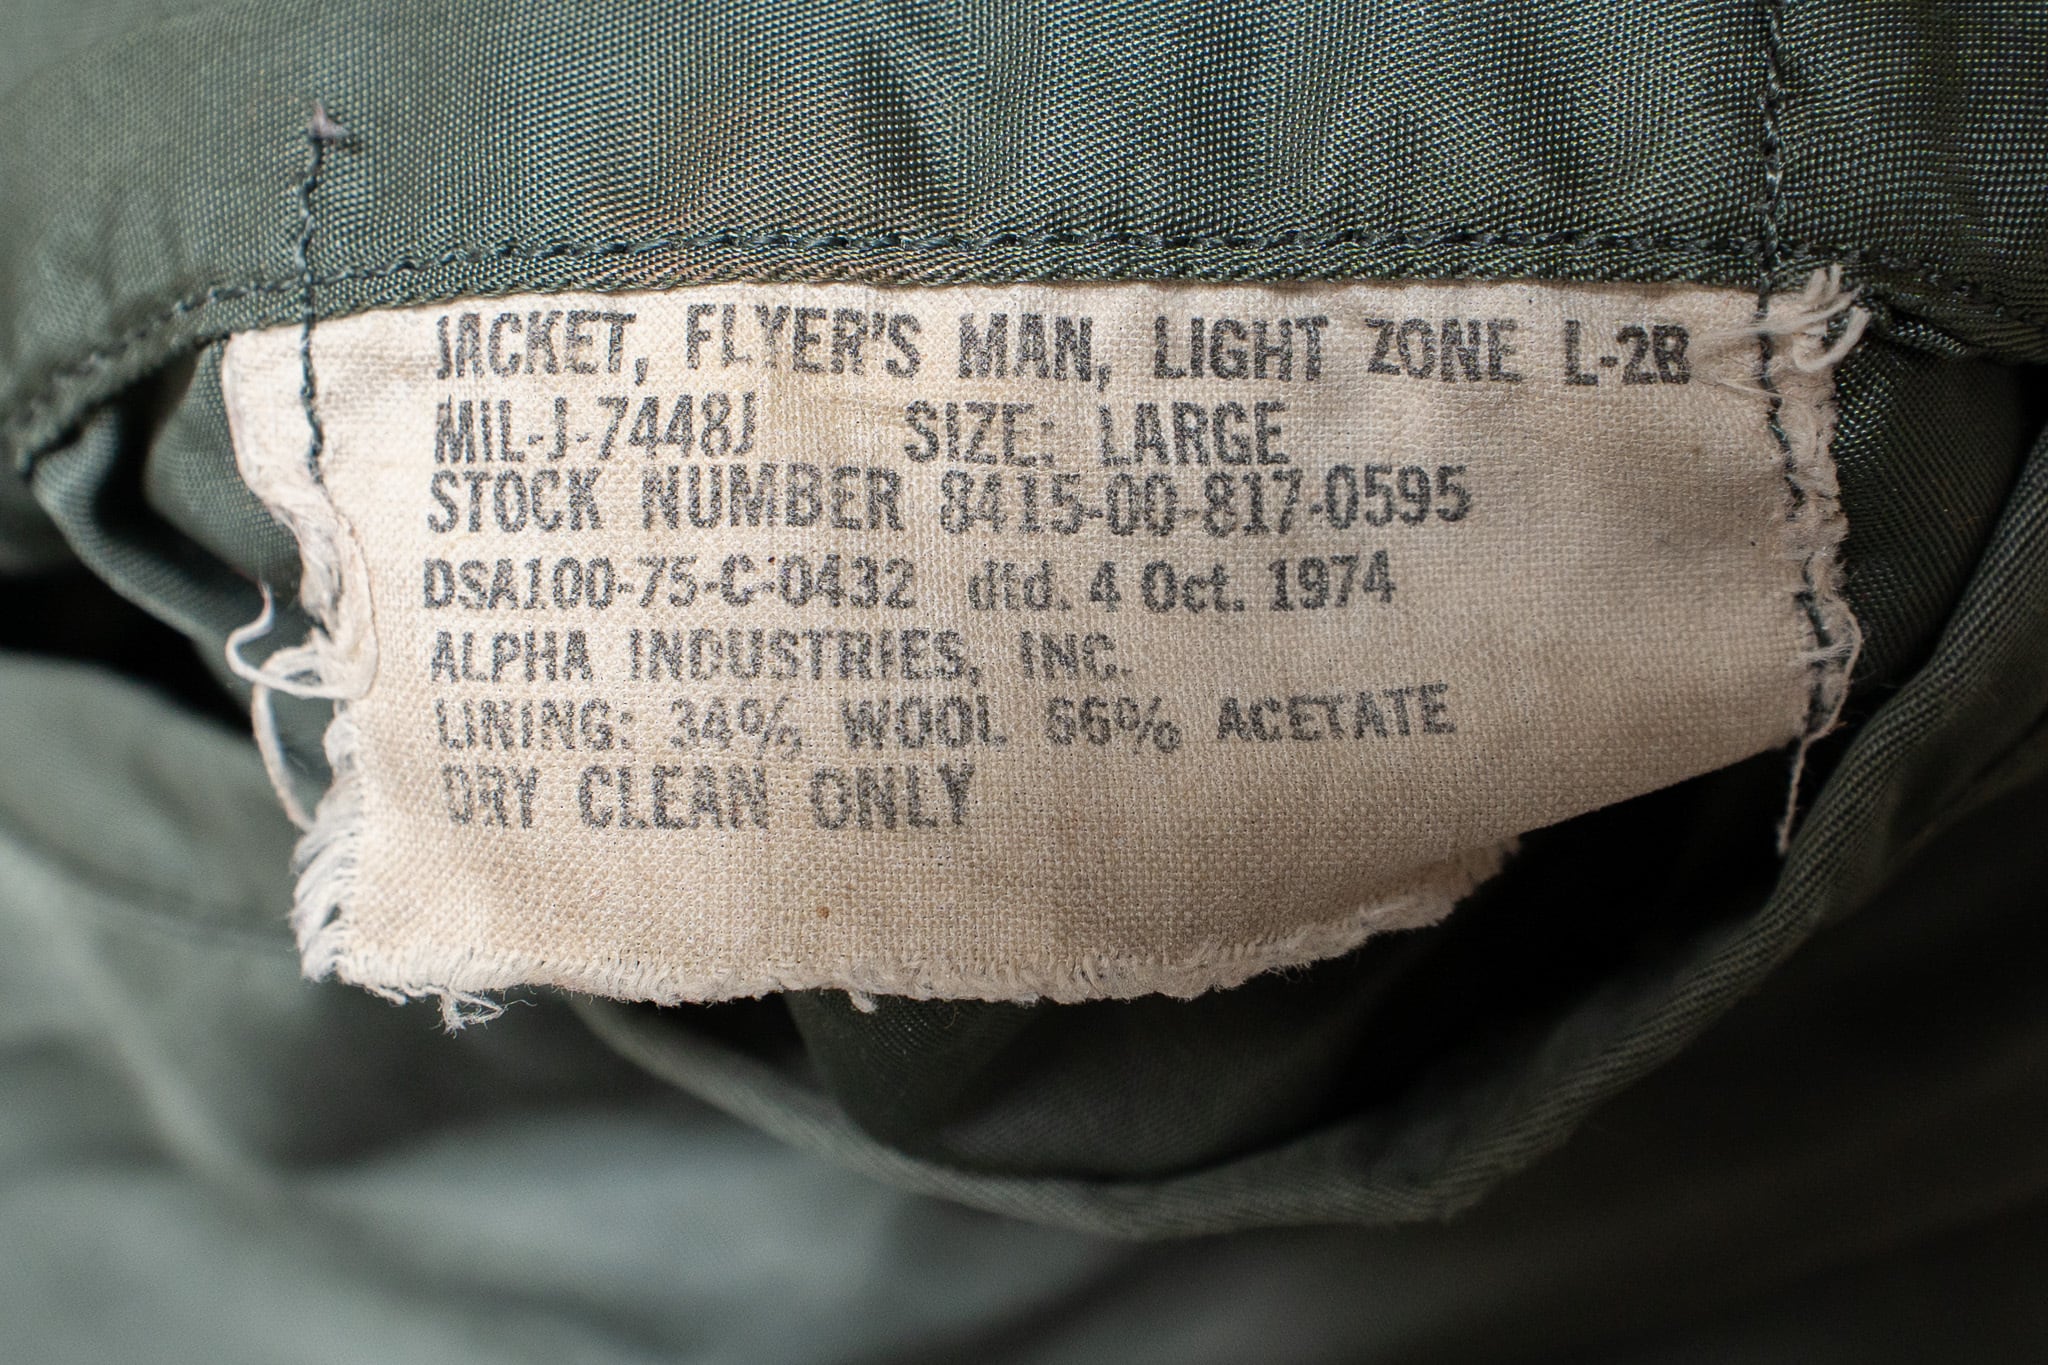 JACKET, FLYER'S MAN, LIGHT ZONE L-2B
MIL-J-7448J SIZE: LARGE
STOCK NUMBER 8415-00-817-0595
DSA100-75-C-0432 dtd. 4 Oct. 1974
ALPHA INDUSTRIES, INC.
LINING: 34% WOOL 66% ACETATE
DRY CLEAN ONLY